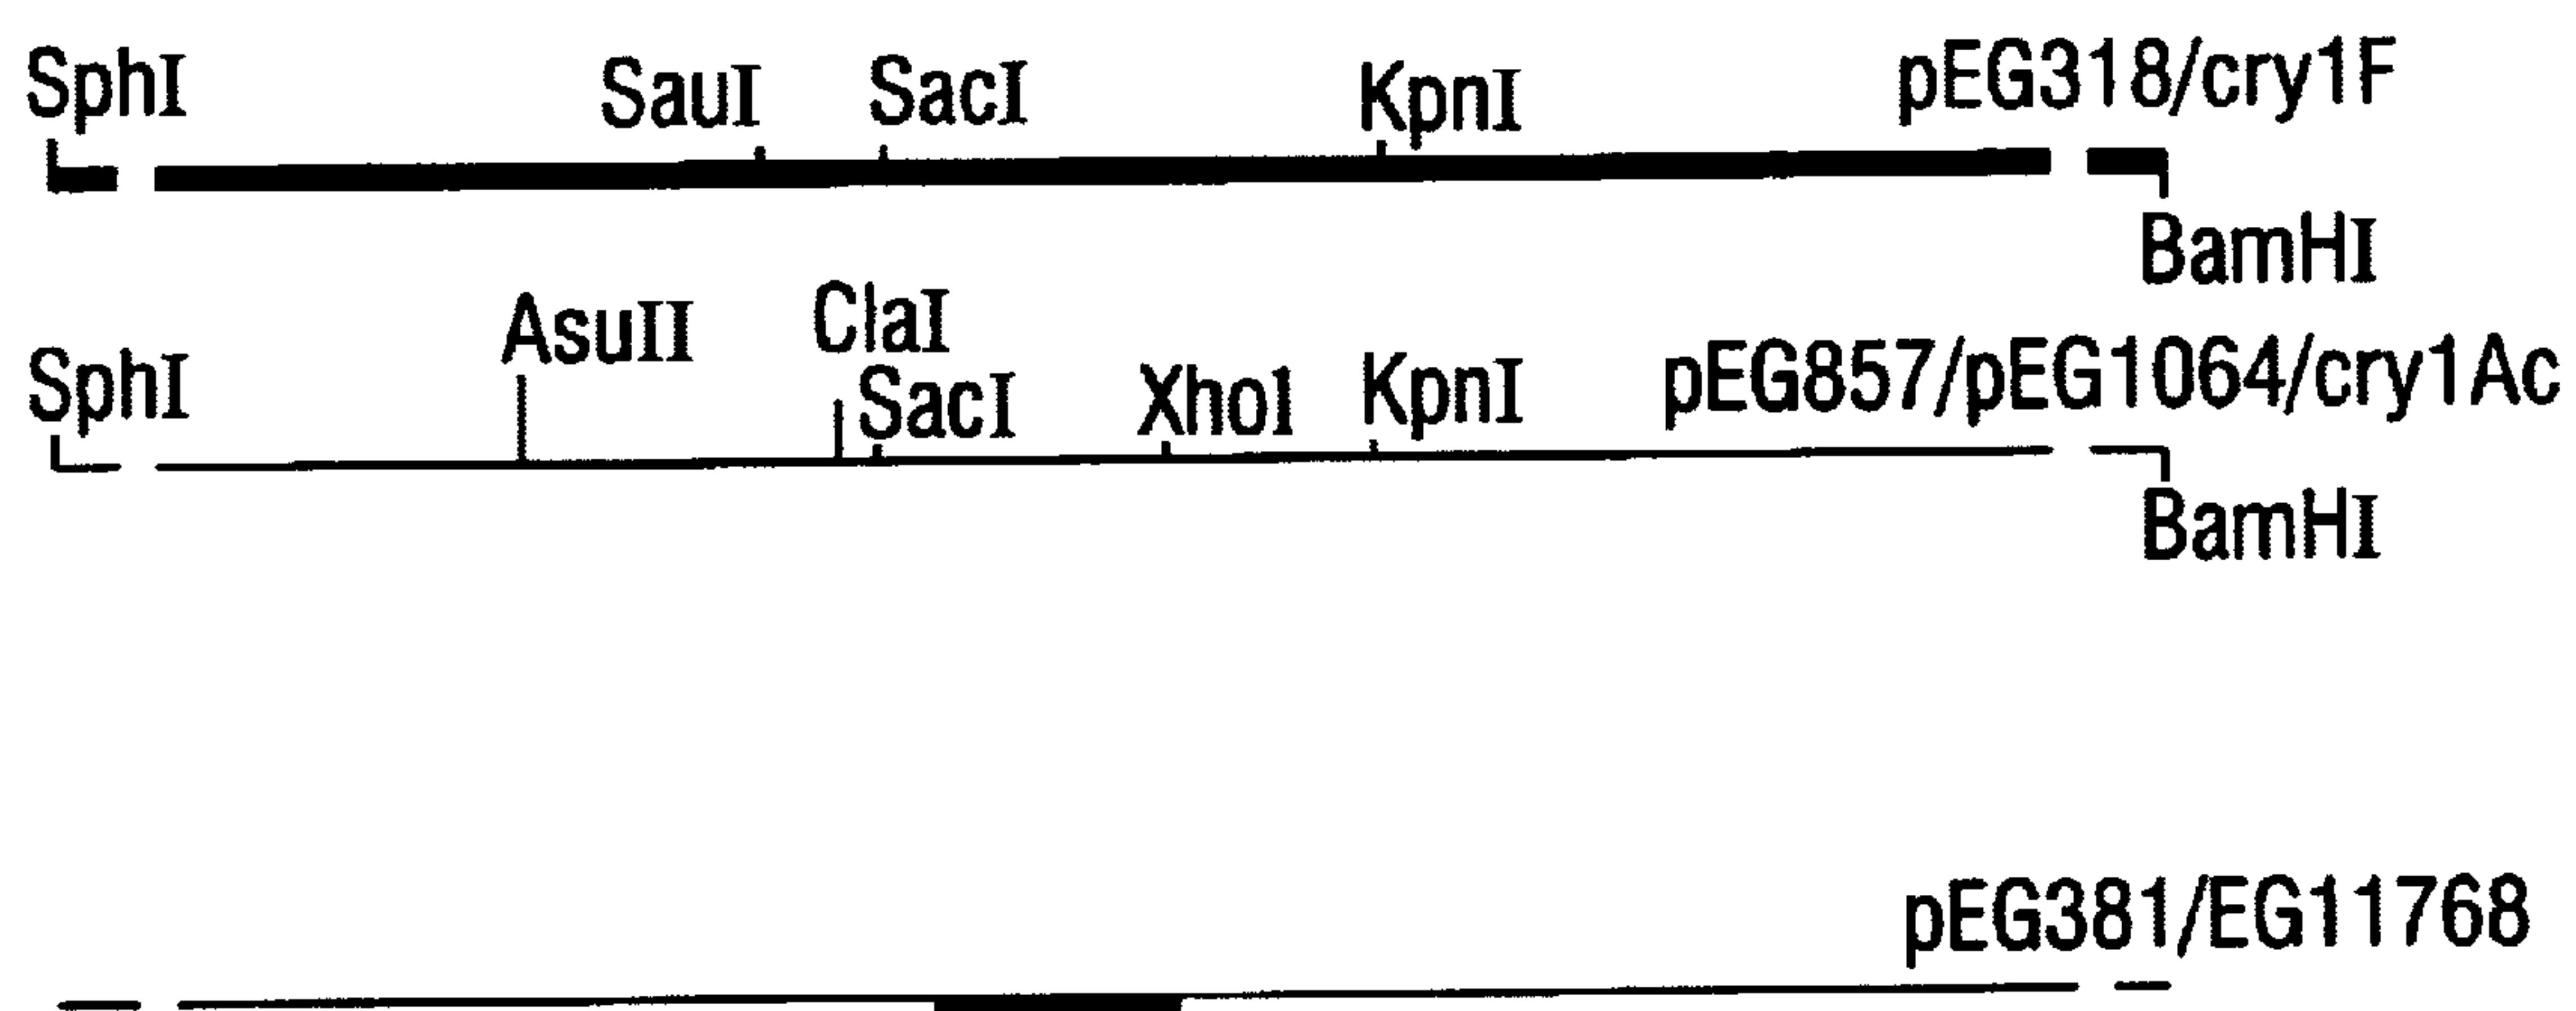 SphI SauI SacI KpnI pEG318/cry1F
BamHI
SphI AsuII ClaI SacI XhoI KpnI pEG857/pEG1064/cry1Ac
BamHI
pEG381/EG11768